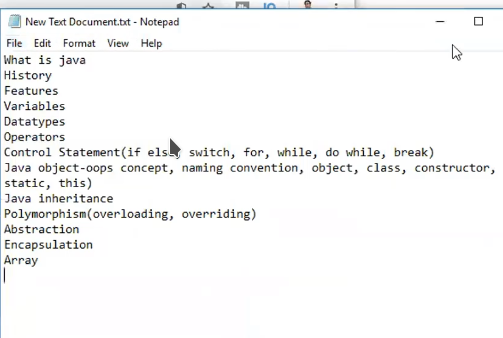 New Text Document.txt - Notepad
File Edit Format View Help
What is java
History
Features
Variables
Datatypes
Operators
Control Statement(if else, switch, for, while, do while, break)
Java object-oops concept, naming convention, object, class, constructor,
static, this)
Java inheritance
Polymorphism(overloading, overriding)
Abstraction
Encapsulation
Array